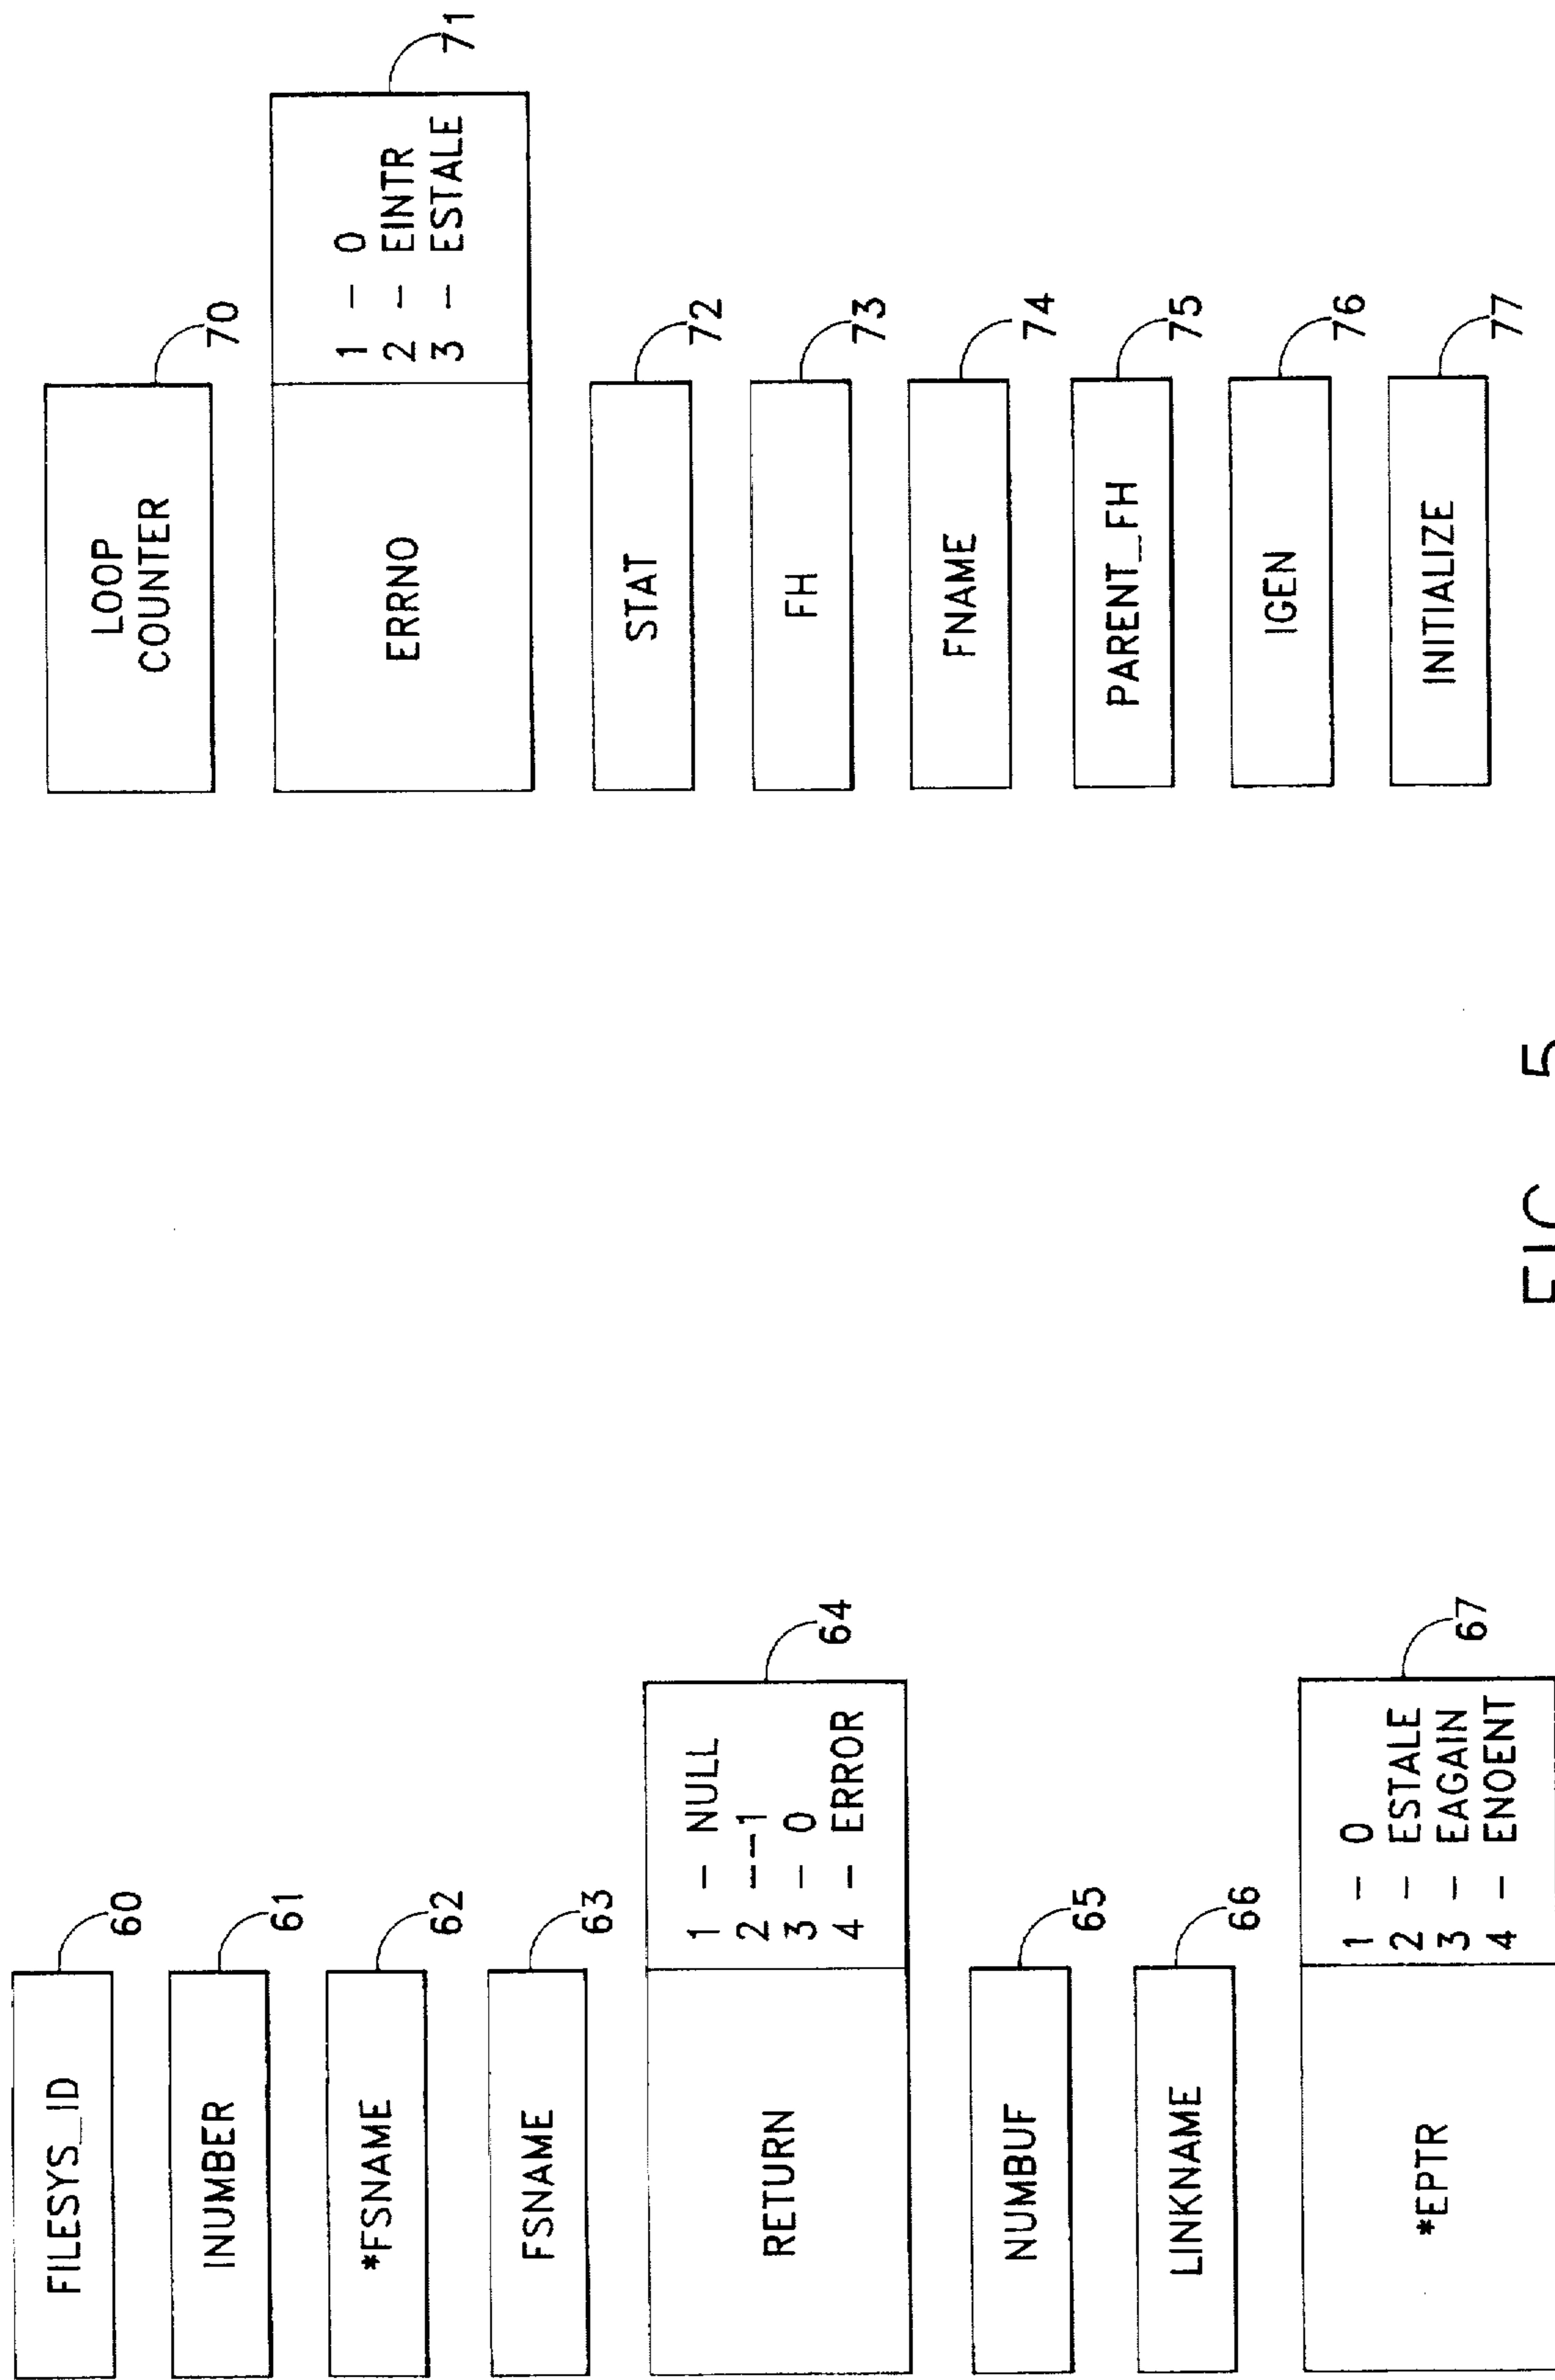 FILESYS_ID
60
INUMBER
61
*FSNAME
62
FSNAME
63
RETURN
1 - NULL
2 ---1
3 - 0
4 - ERROR
64
NUMBUF
65
LINKNAME
66
*EPTR
1 - 0
2 - ESTALE
3 - EAGAIN
4 - ENOENT
67
LOOP
COUNTER
70
ERRNO
1 - 0
2 - EINTR
3 - ESTALE
71
STAT
72
FH
73
FNAME
74
PARENT_FH
75
IGEN
76
INITIALIZE
77
FIG. 5